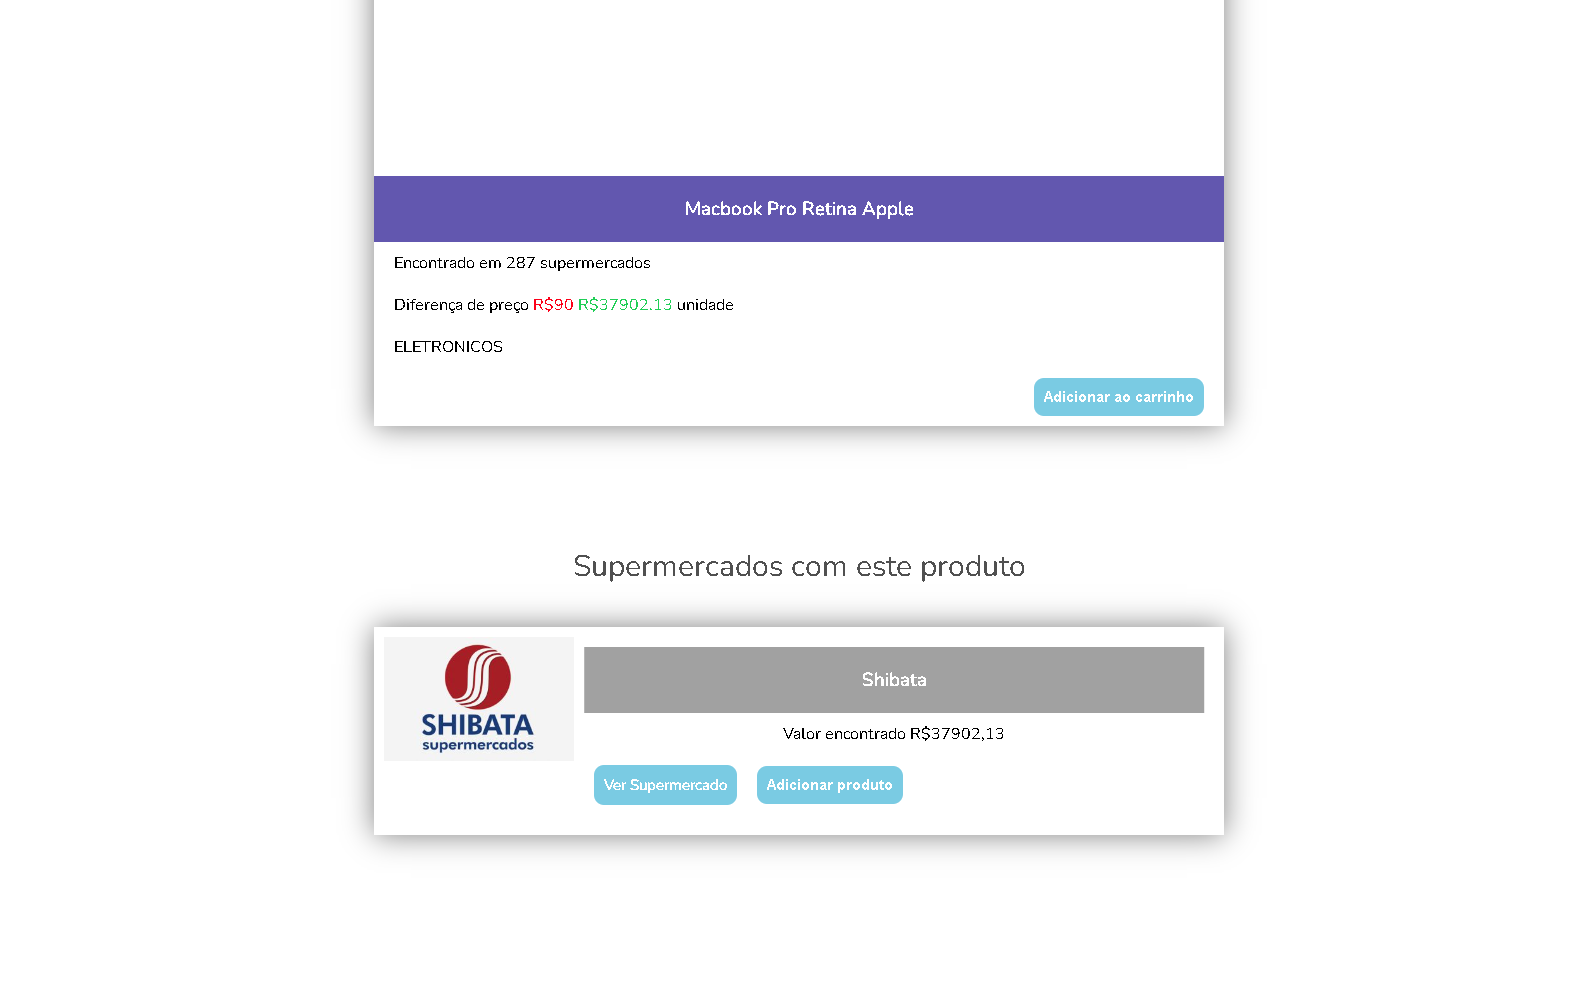 Macbook Pro Retina Apple
Encontrado em 287 supermercados
Diferença de preço R$90 R$37902.13 unidade
ELETRONICOS
Adicionar ao carrinho
Supermercados com este produto
SHIBATA
supermercados
Shibata
Valor encontrado R$37902,13
Ver Supermercado
Adicionar produto